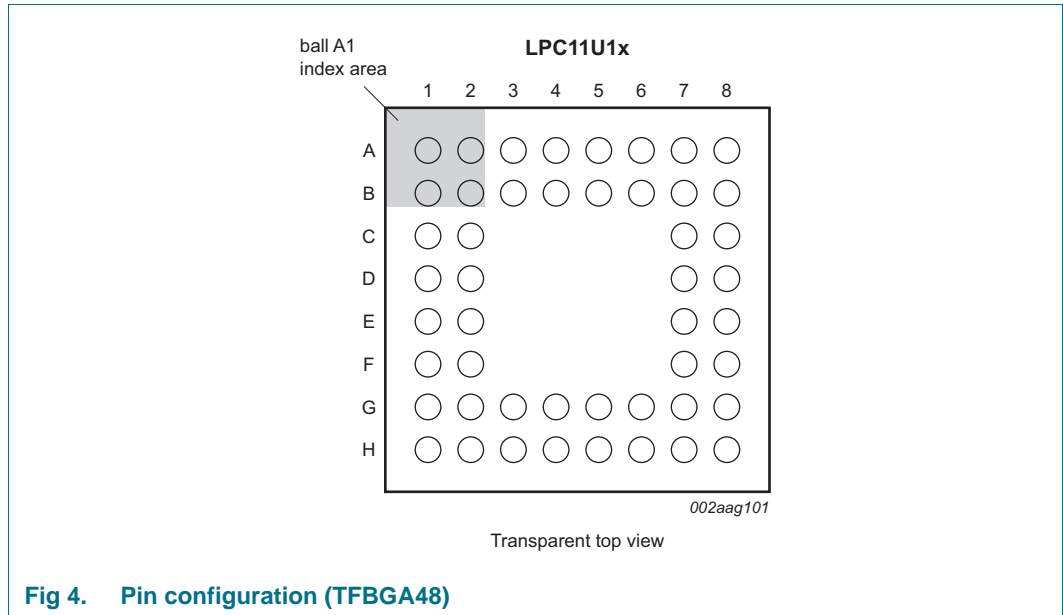 ball A1
index area
LPC11U1x
1 2 3 4 5 6 7 8
A
B
C
D
E
F
G
H
002aag101
Transparent top view
Fig 4. Pin configuration (TFBGA48)